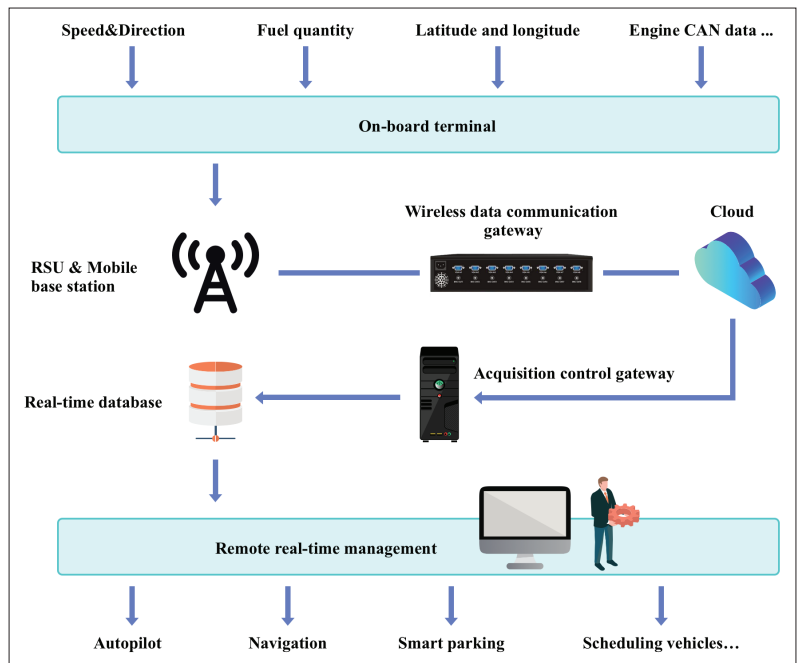 Speed&Direction
Fuel quantity
Latitude and longitude
Engine CAN data ...
On-board terminal
Wireless data communication
gateway
Cloud
RSU & Mobile
base station
Acquisition control gateway
Real-time database
Remote real-time management
Autopilot
Navigation
Smart parking
Scheduling vehicles…